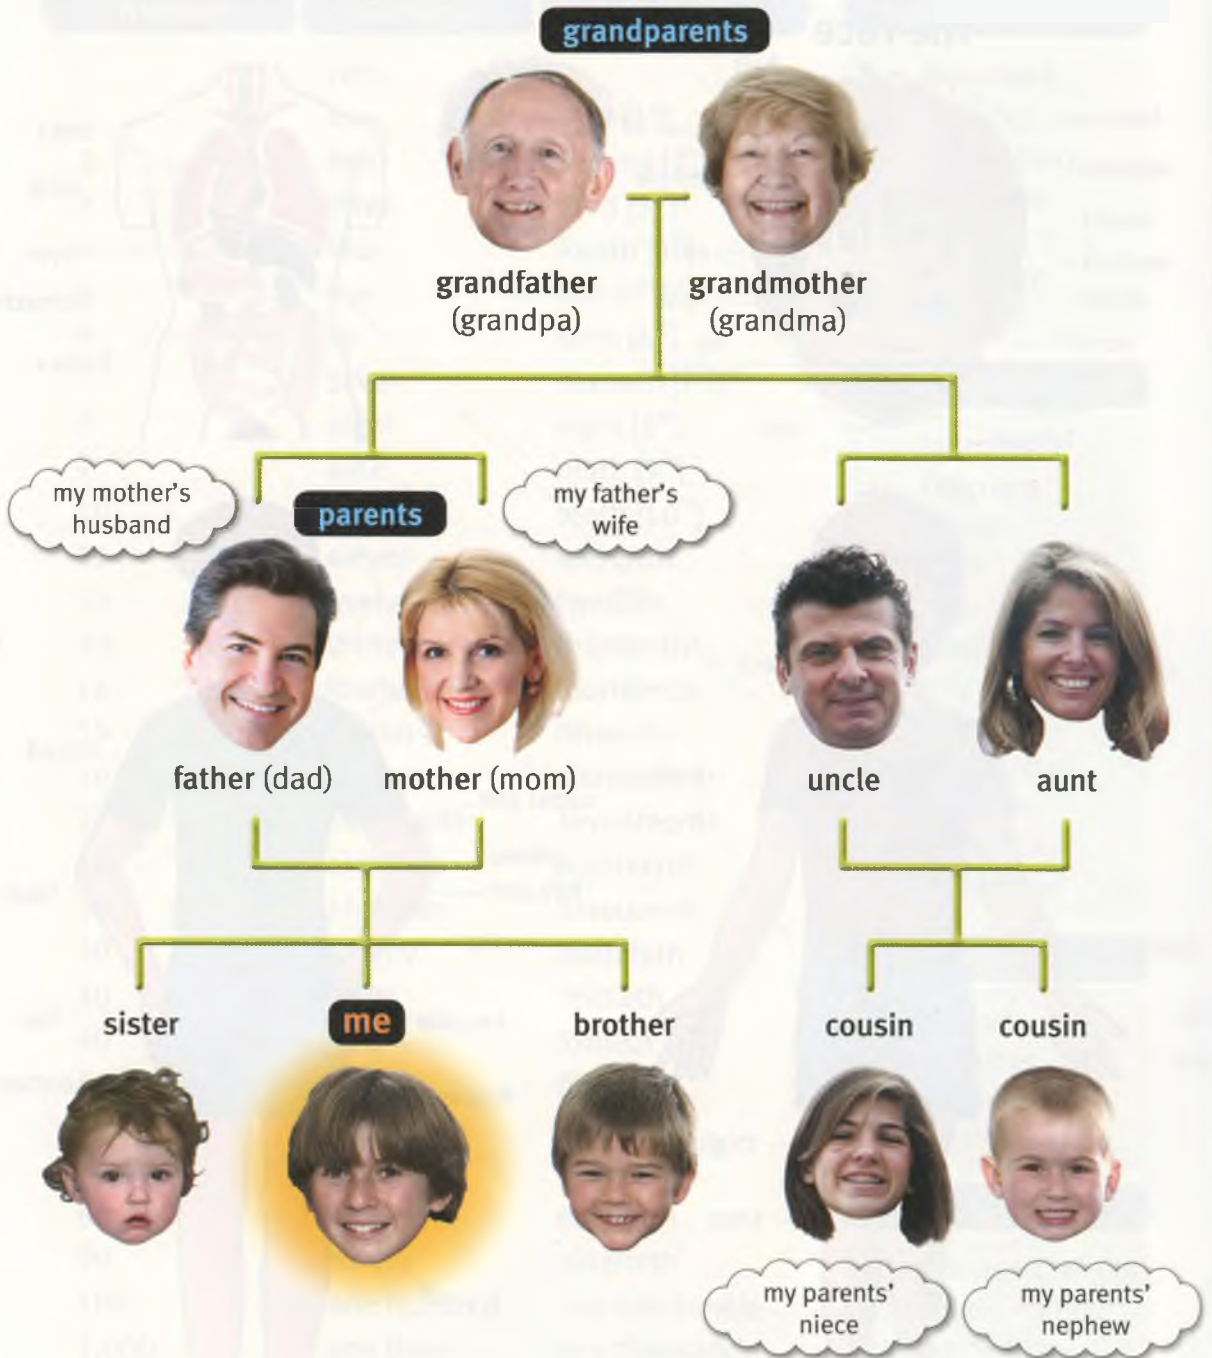 grandparents
grandfather
(grandpa)
grandmother
(grandma)
my mother's
husband
parents
my father's
wife
father (dad)
mother (mom)
uncle
aunt
sister
me
brother
cousin
cousin
my parents'
niece
my parents'
nephew